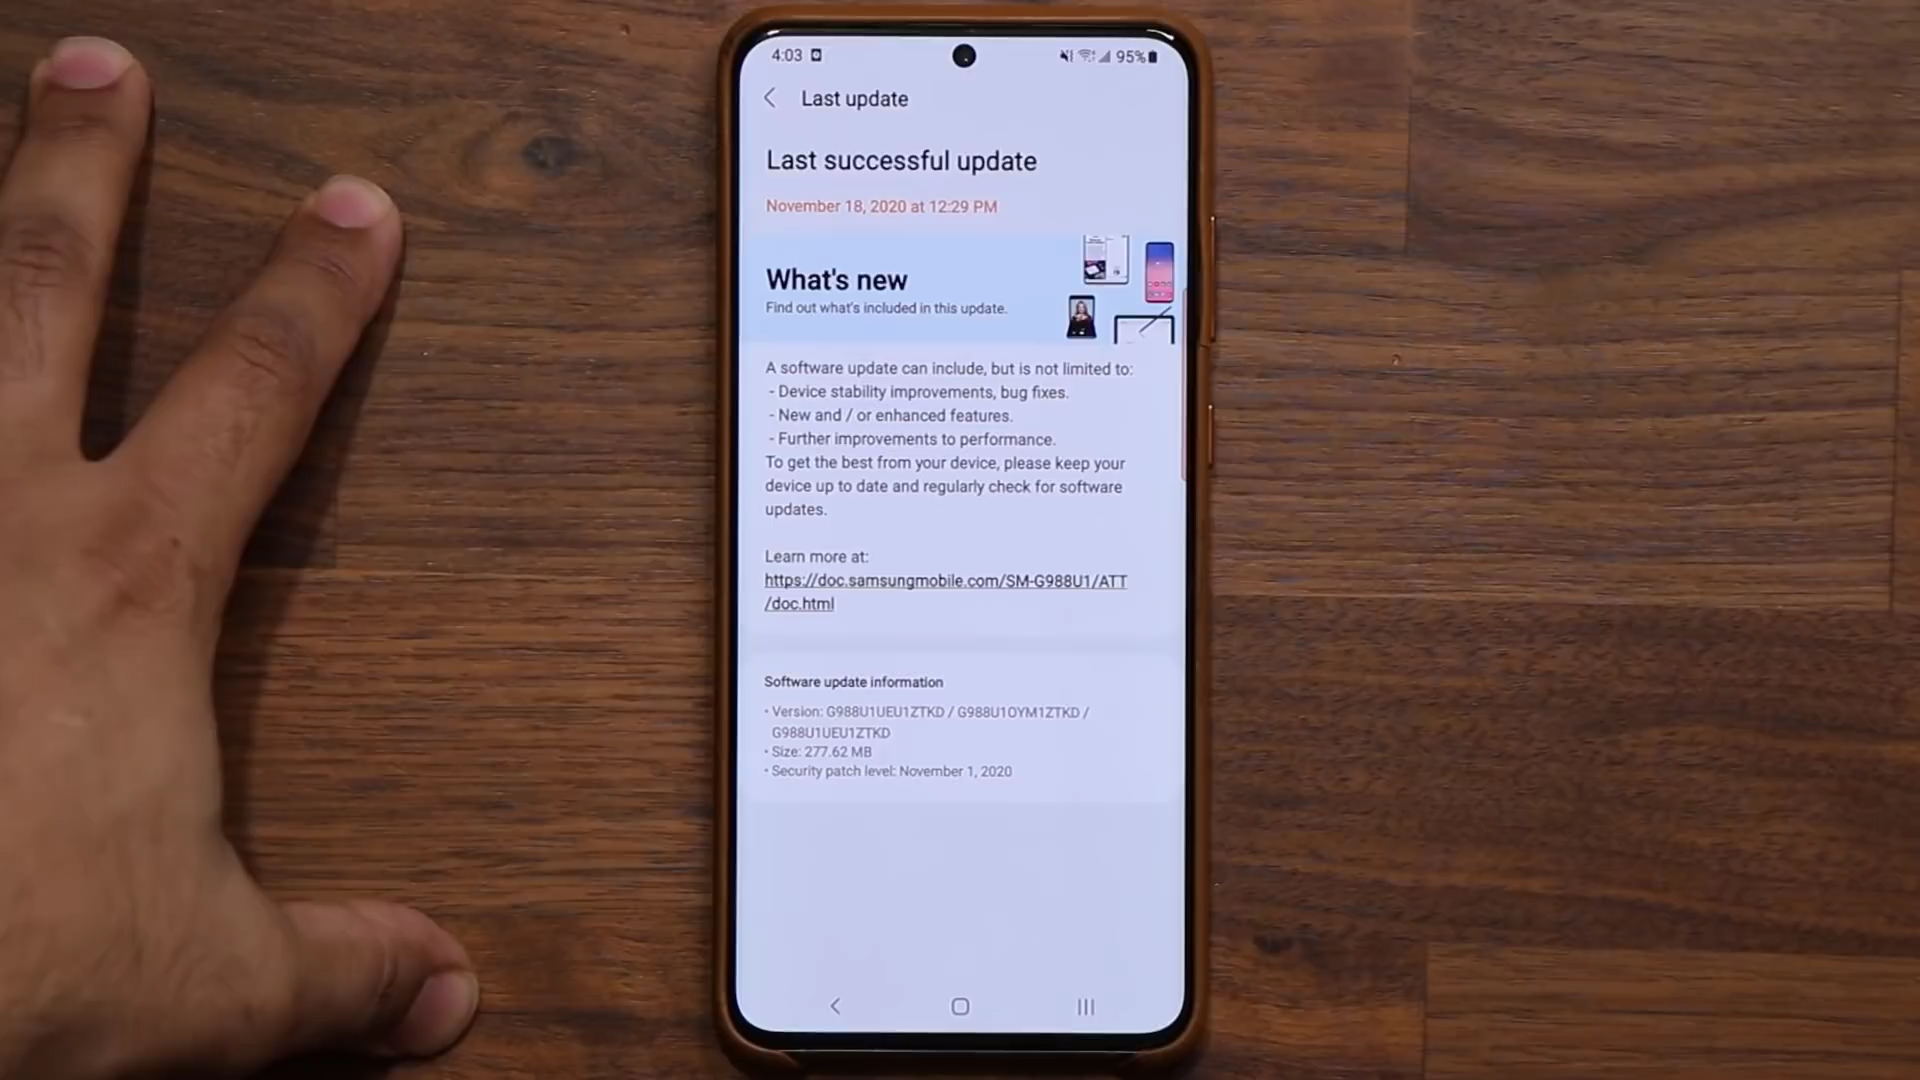 4:03
95%
Last update
Last successful update
November 18, 2020 at 12:29 PM
What's new
Find out what's included in this update.
A software update can include, but is not limited to:
- Device stability improvements, bug fixes.
- New and / or enhanced features.
- Further improvements to performance.
To get the best from your device, please keep your
device up to date and regularly check for software
updates.
Learn more at:
https://doc.samsungmobile.com/SM-G988U1/ATT
/doc.html
Software update information
• Version: G988U1UEU1ZTKD / G988U1OYM1ZTKD /
G988U1UEU1ZTKD
• Size: 277.62 MB
• Security patch level: November 1, 2020